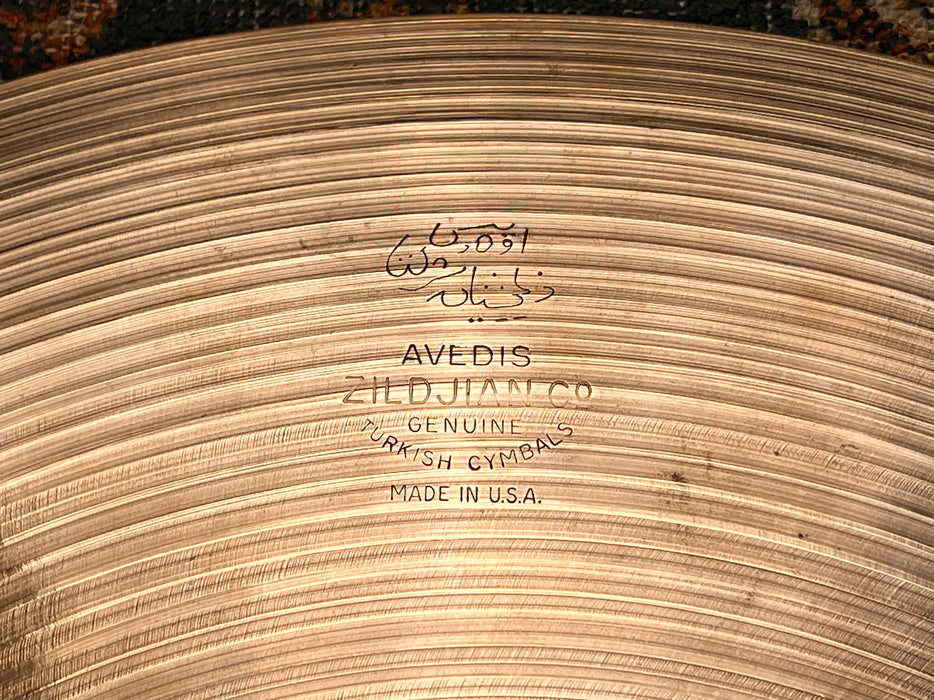 AVEDIS
ZILDJIAN CO
GENUINE
TURKISH CYMBALS
MADE IN U.S.A.